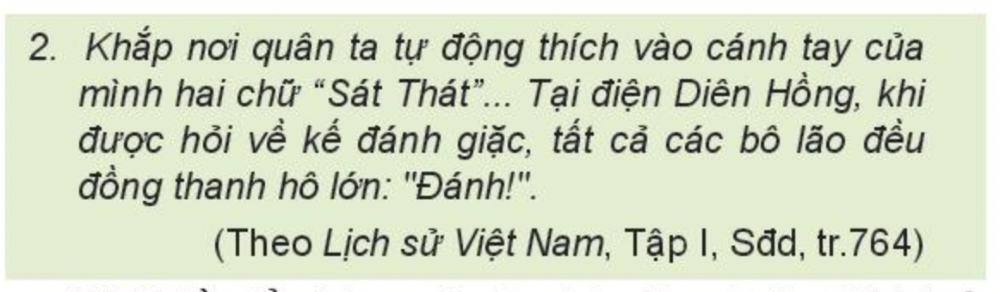 2. Khắp nơi quân ta tự động thích vào cánh tay của
mình hai chữ “Sát Thát”... Tại điện Diên Hồng, khi
được hỏi về kế đánh giặc, tất cả các bô lão đều
đồng thanh hô lớn: "Đánh!".
(Theo Lịch sử Việt Nam, Tập I, Sđd, tr.764)